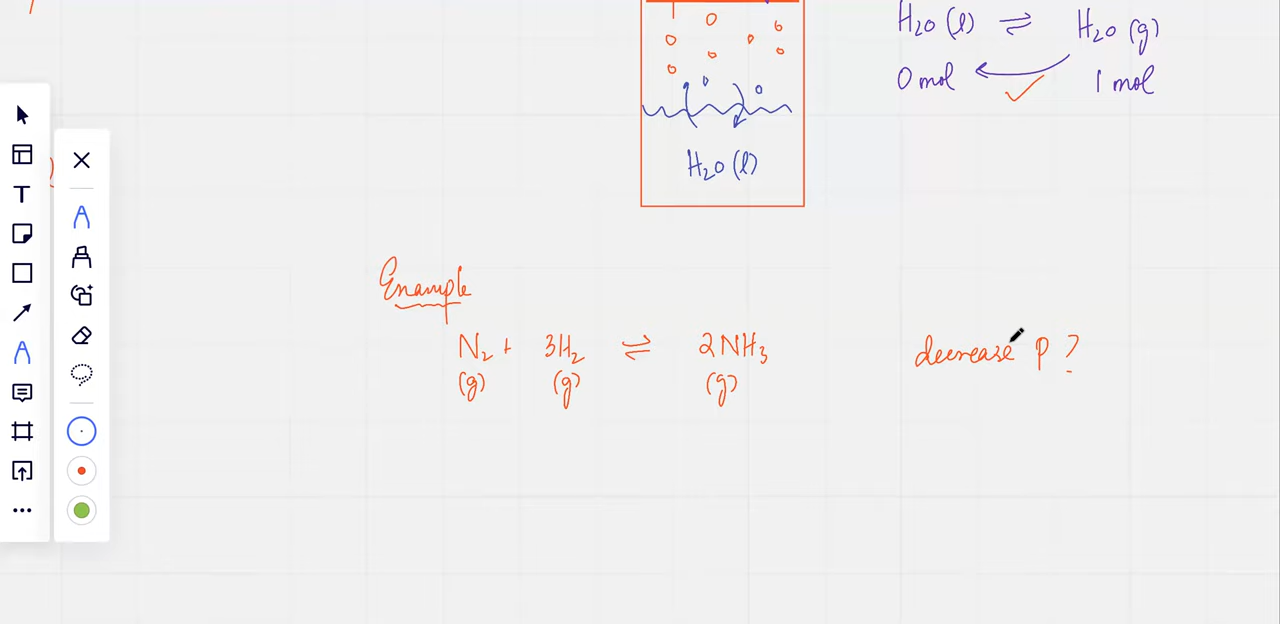 H₂O (l) ⇌ H₂O (g)
0 mol 1 mol
H₂O (l)
Example
N₂ + 3H₂ ⇌ 2NH₃ decrease P ?
(g) (g) (g)
T